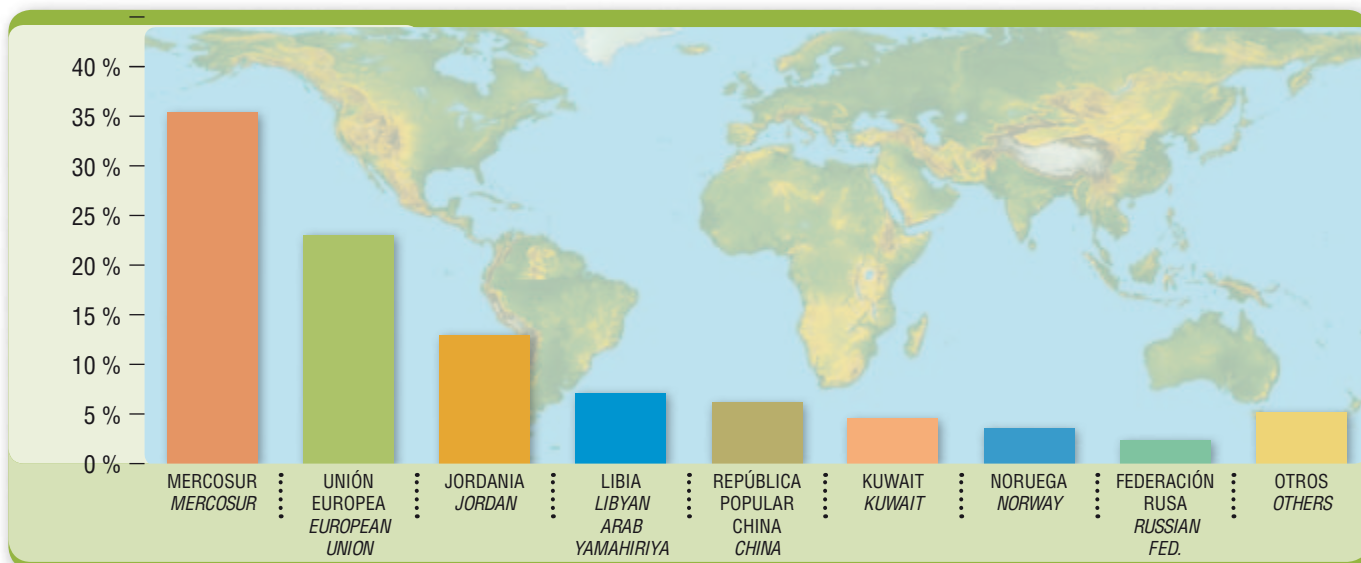 40 %
35 %
30 %
25 %
20 %
15 %
10 %
5 %
0 %
MERCOSUR
MERCOSUR
UNIÓN
EUROPEA
EUROPEAN
UNION
JORDANIA
JORDAN
LIBIA
LIBYAN
ARAB
YAMAHIRIYA
REPÚBLICA
POPULAR
CHINA
CHINA
KUWAIT
KUWAIT
NORUEGA
NORWAY
FEDERACIÓN
RUSA
RUSSIAN
FED.
OTROS
OTHERS